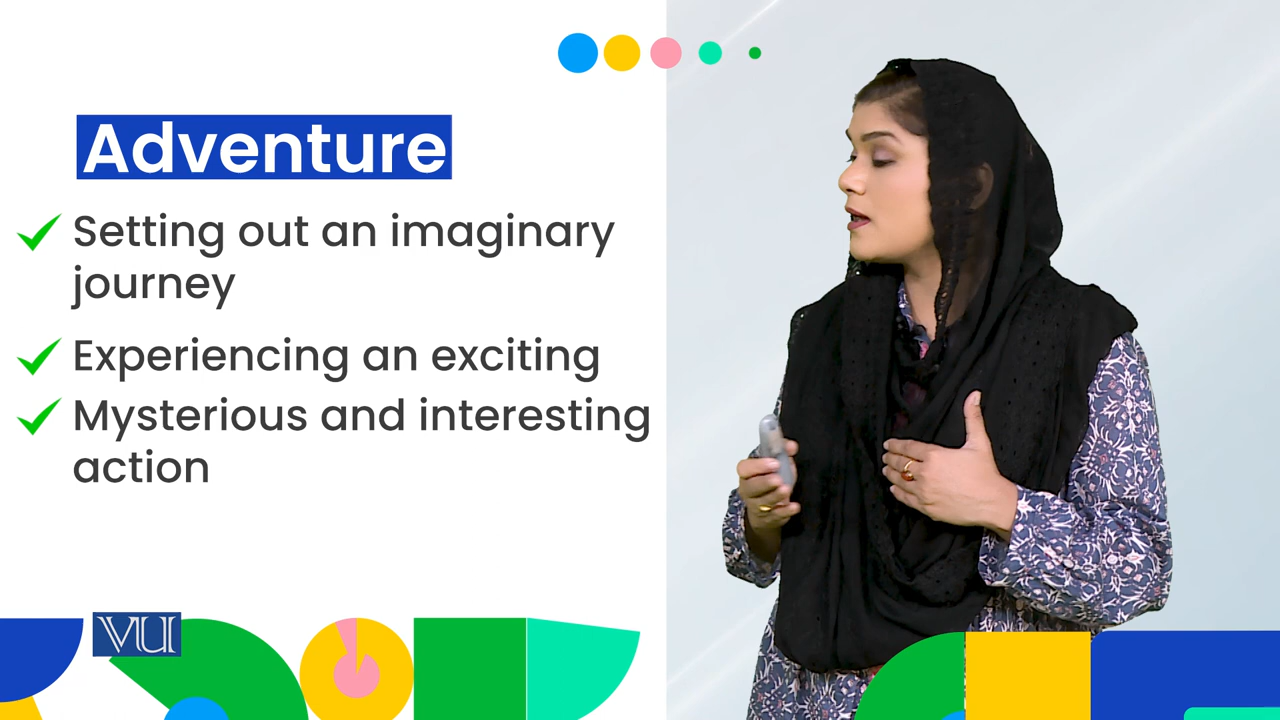 Adventure
Setting out an imaginary
journey
Experiencing an exciting
Mysterious and interesting
action
VU